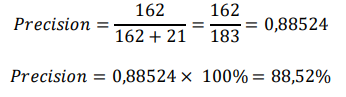 Precision = 162 / (162 + 21) = 162 / 183 = 0,88524
Precision = 0,88524 × 100% = 88,52%